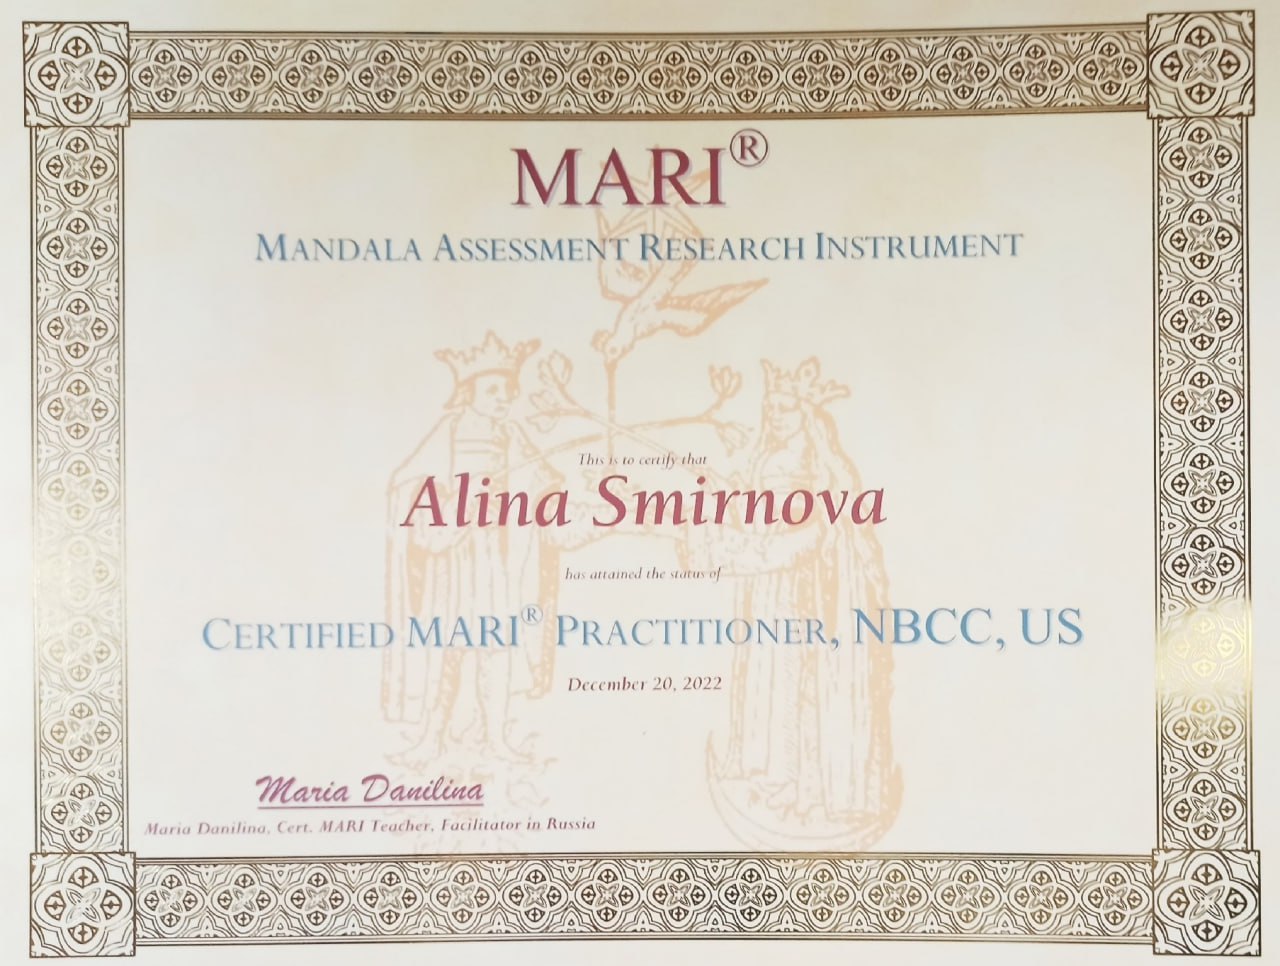 MARI®
MANDALA ASSESSMENT RESEARCH INSTRUMENT
This is to certify that
Alina Smirnova
has attained the status of
CERTIFIED MARI® PRACTITIONER, NBCC, US
December 20, 2022
Maria Danilina
Maria Danilina, Cert. MARI Teacher, Facilitator in Russia